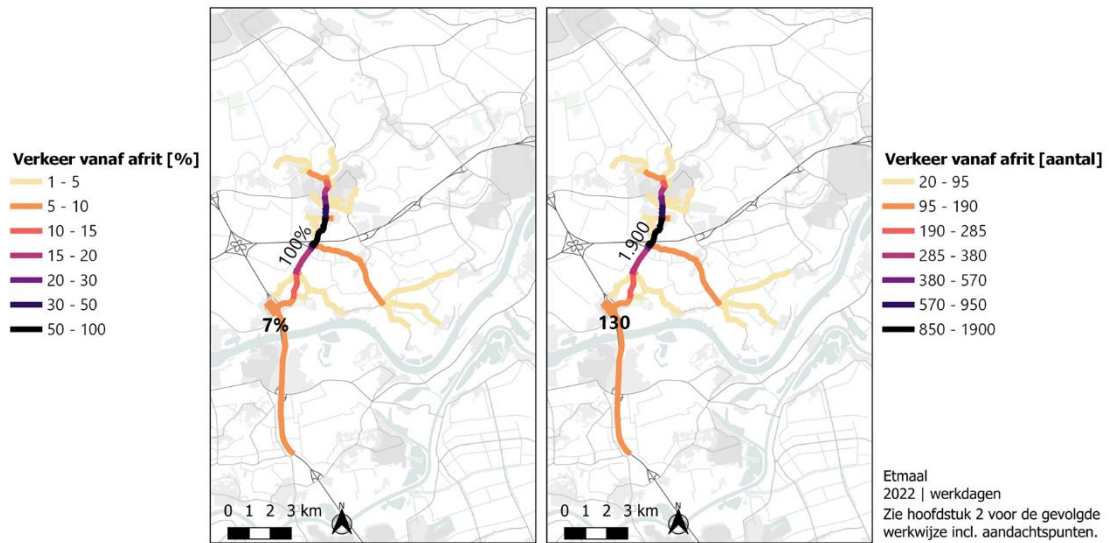 Verkeer vanaf afrit [%]
1 - 5
5 - 10
10 - 15
15 - 20
20 - 30
30 - 50
50 - 100
100%
7%
0 1 2 3 km
N
1.900
130
0 1 2 3 km
N
Verkeer vanaf afrit [aantal]
20 - 95
95 - 190
190 - 285
285 - 380
380 - 570
570 - 950
850 - 1900
Etmaal
2022 | werkdagen
Zie hoofdstuk 2 voor de gevolgde
werkwijze incl. aandachtspunten.